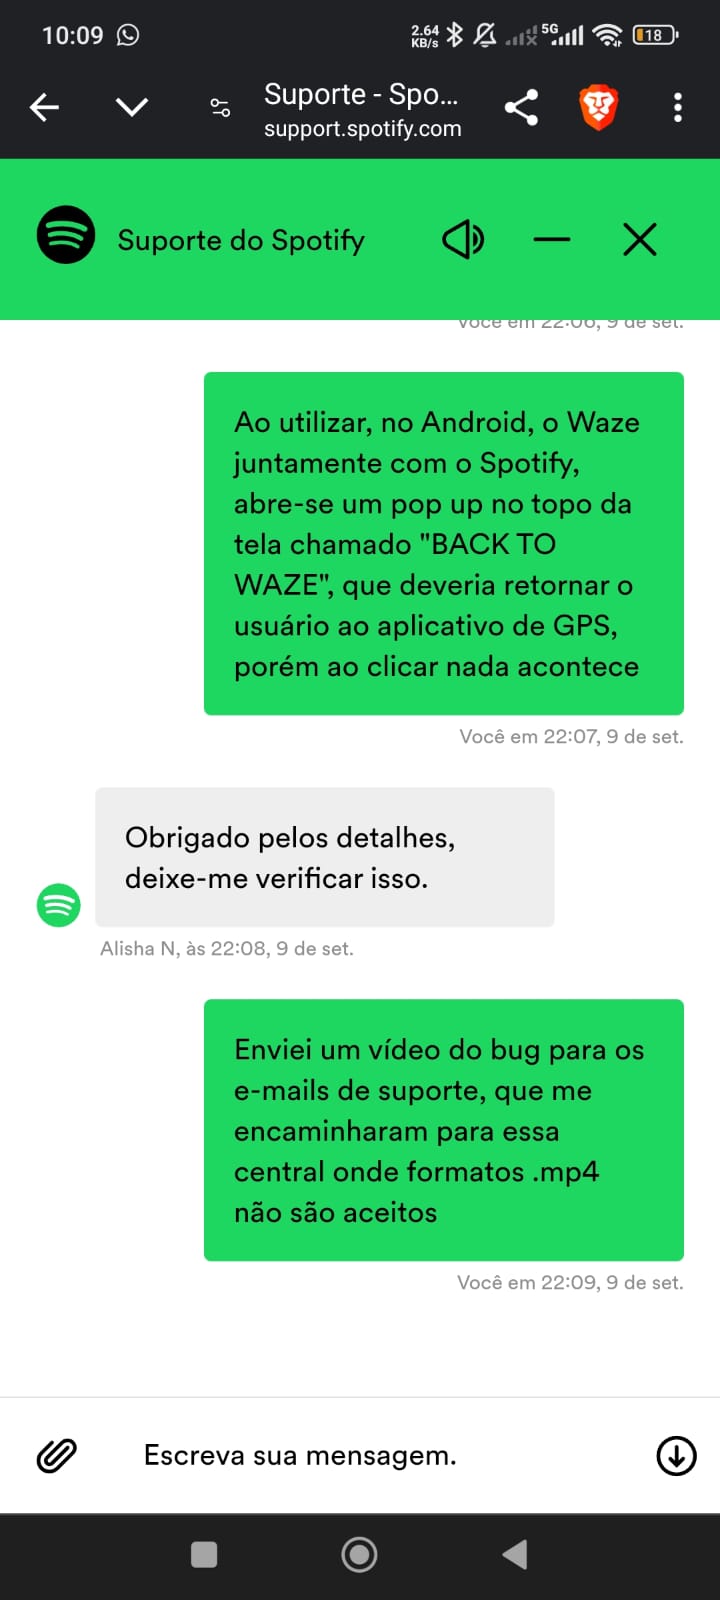 10:09
2.64
KB/s
5G
18
Suporte - Spo...
support.spotify.com
Suporte do Spotify
Você em 22:06, 9 de set.
Ao utilizar, no Android, o Waze
juntamente com o Spotify,
abre-se um pop up no topo da
tela chamado "BACK TO
WAZE", que deveria retornar o
usuário ao aplicativo de GPS,
porém ao clicar nada acontece
Você em 22:07, 9 de set.
Obrigado pelos detalhes,
deixe-me verificar isso.
Alisha N, às 22:08, 9 de set.
Enviei um vídeo do bug para os
e-mails de suporte, que me
encaminharam para essa
central onde formatos .mp4
não são aceitos
Você em 22:09, 9 de set.
Escreva sua mensagem.